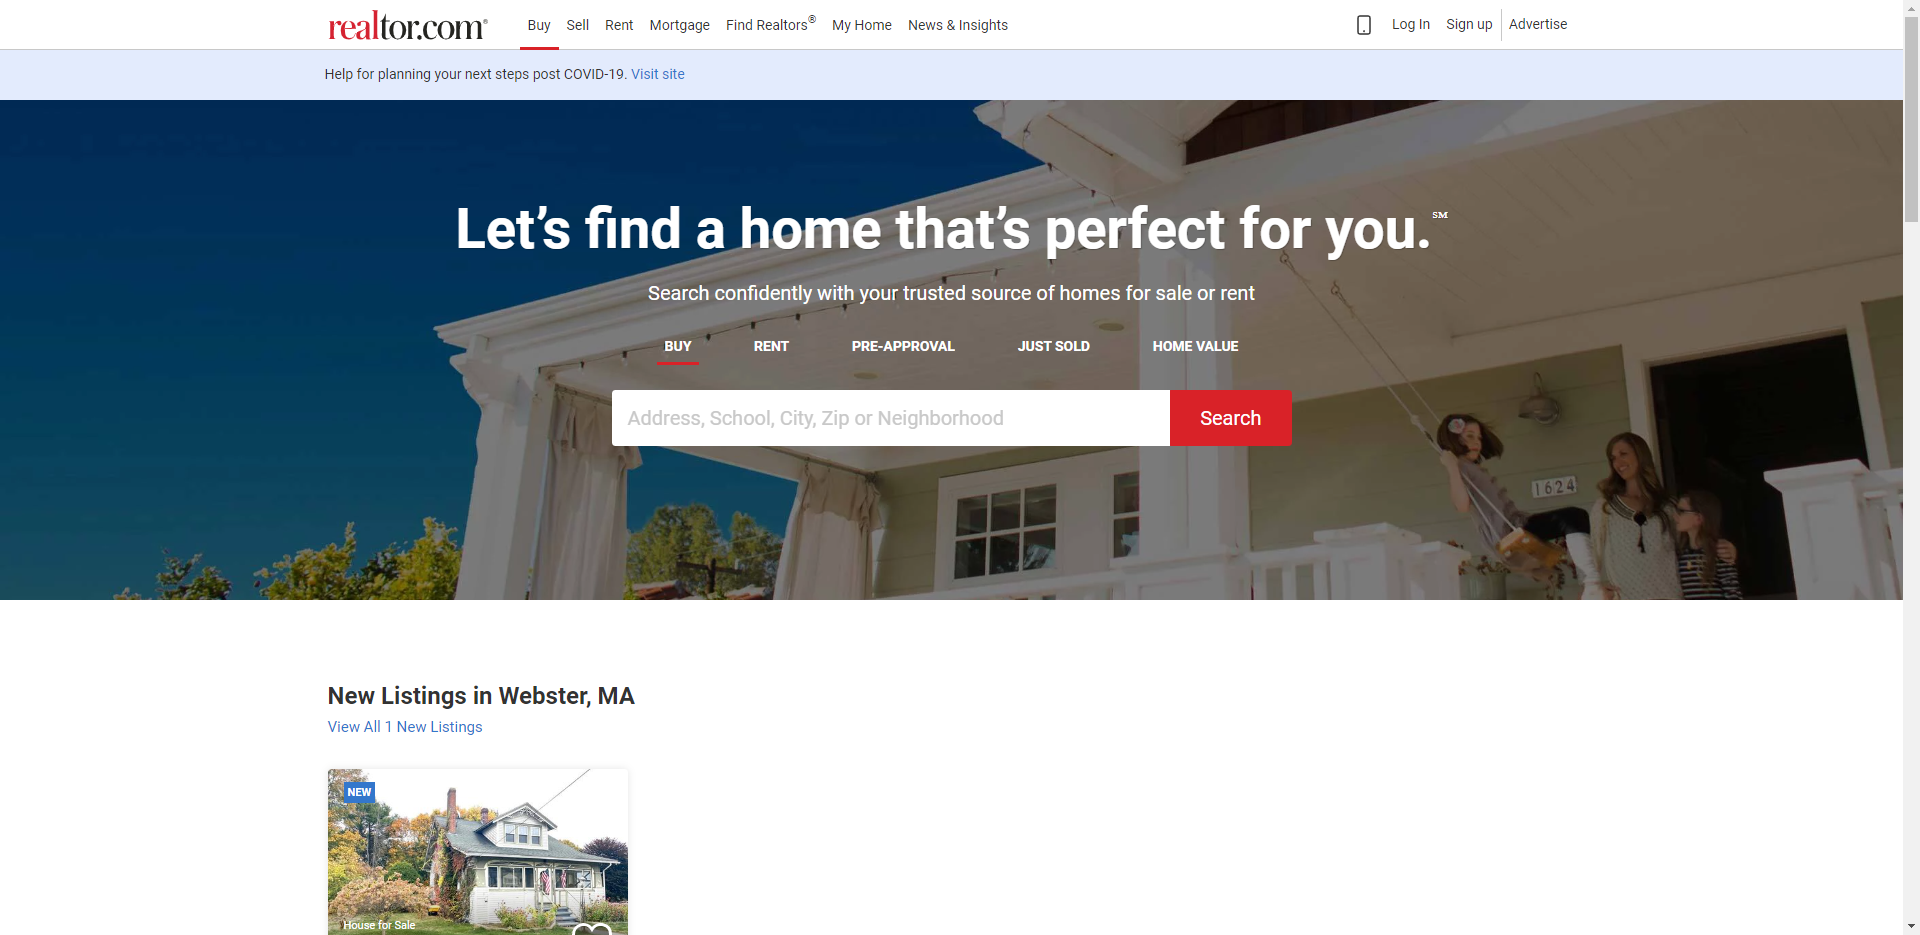 realtor.com®
Buy Sell Rent Mortgage Find Realtors® My Home News & Insights
Log In Sign up Advertise
Help for planning your next steps post COVID-19. Visit site
Let’s find a home that’s perfect for you.℠
Search confidently with your trusted source of homes for sale or rent
BUY RENT PRE-APPROVAL JUST SOLD HOME VALUE
Address, School, City, Zip or Neighborhood
Search
1624
New Listings in Webster, MA
View All 1 New Listings
NEW
House for Sale